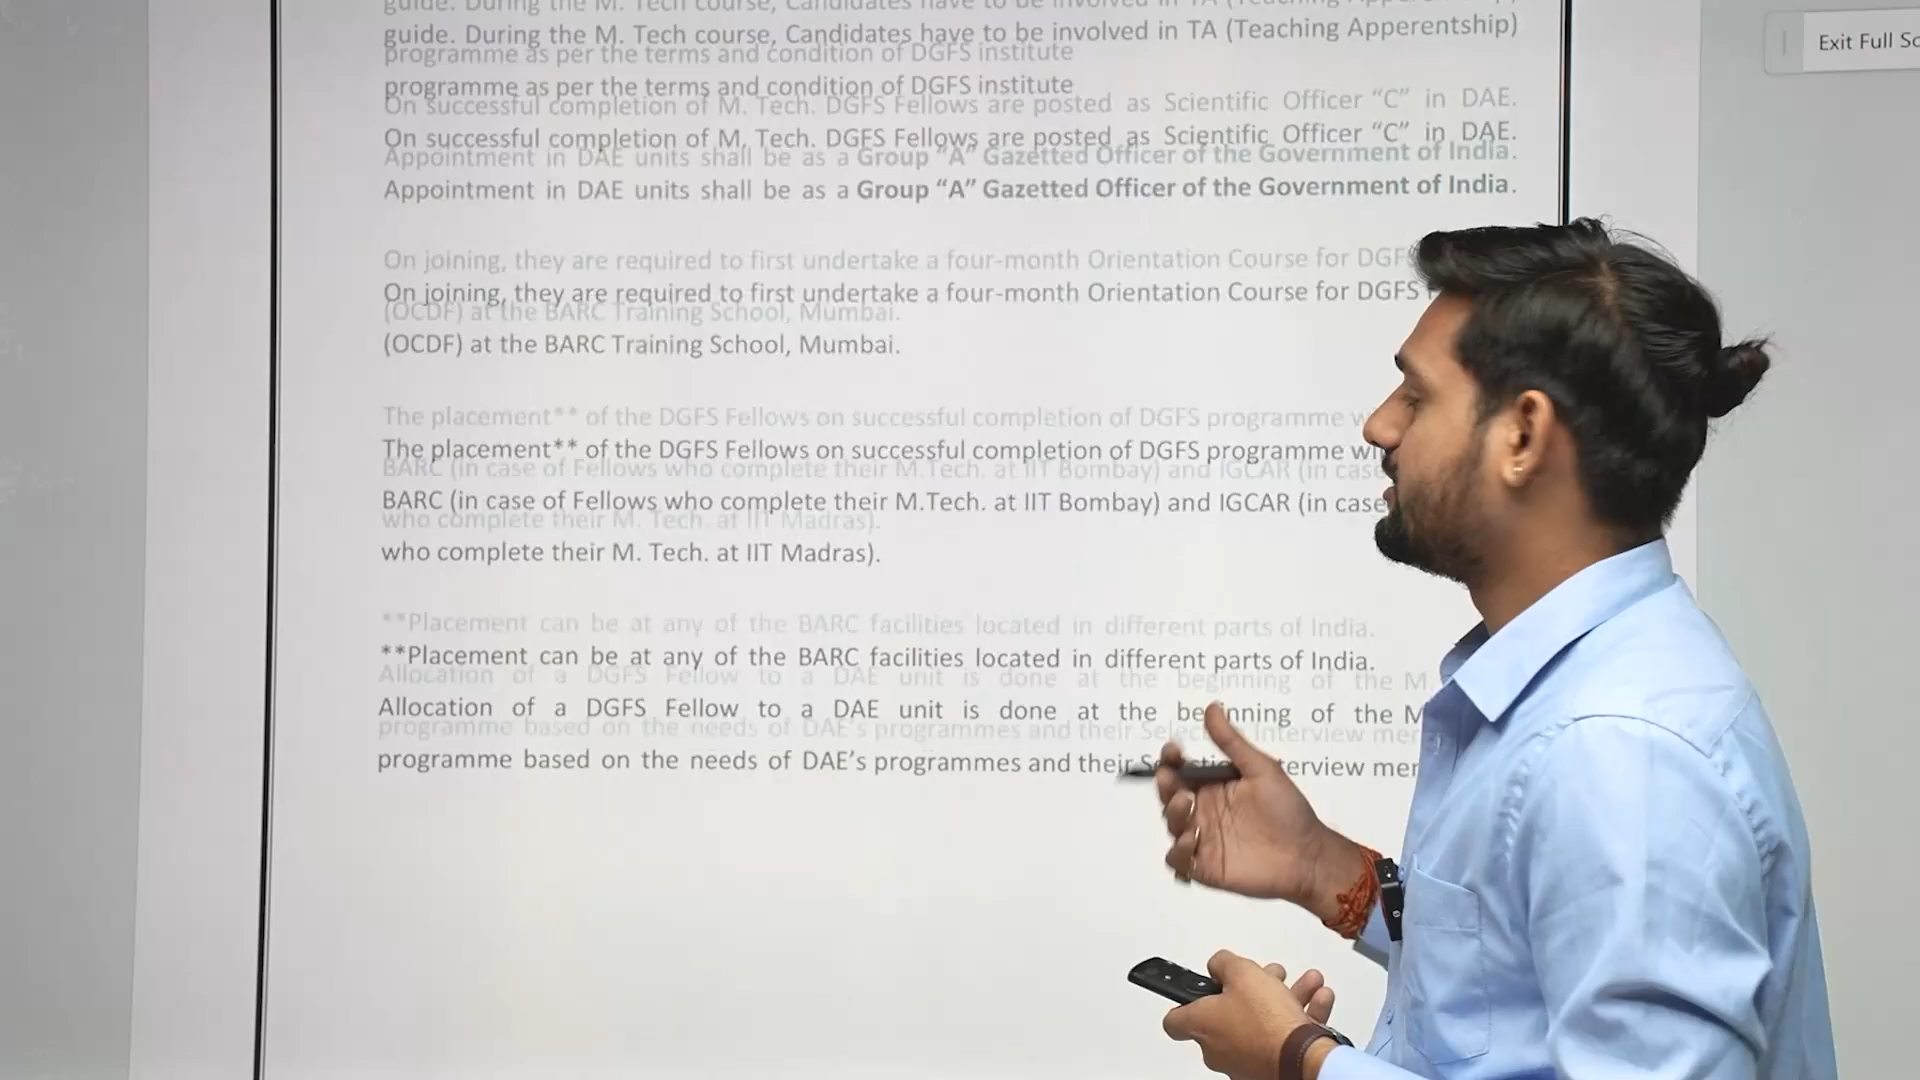 guide. During the M. Tech course, Candidates have to be involved in TA (Teaching Apperentship)
Exit Full
programme as per the terms and condition of DGFS institute
On successful completion of M. Tech. DGFS Fellows are posted as Scientific Officer “C” in DAE.
Appointment in DAE units shall be as a Group “A” Gazetted Officer of the Government of India.
On joining, they are required to first undertake a four-month Orientation Course for DGFS
(OCDF) at the BARC Training School, Mumbai.
The placement** of the DGFS Fellows on successful completion of DGFS programme
BARC (in case of Fellows who complete their M.Tech. at IIT Bombay) and IGCAR (in case
who complete their M. Tech. at IIT Madras).
**Placement can be at any of the BARC facilities located in different parts of India.
Allocation of a DGFS Fellow to a DAE unit is done at the beginning of the M
programme based on the needs of DAE’s programmes and their Selection Interview